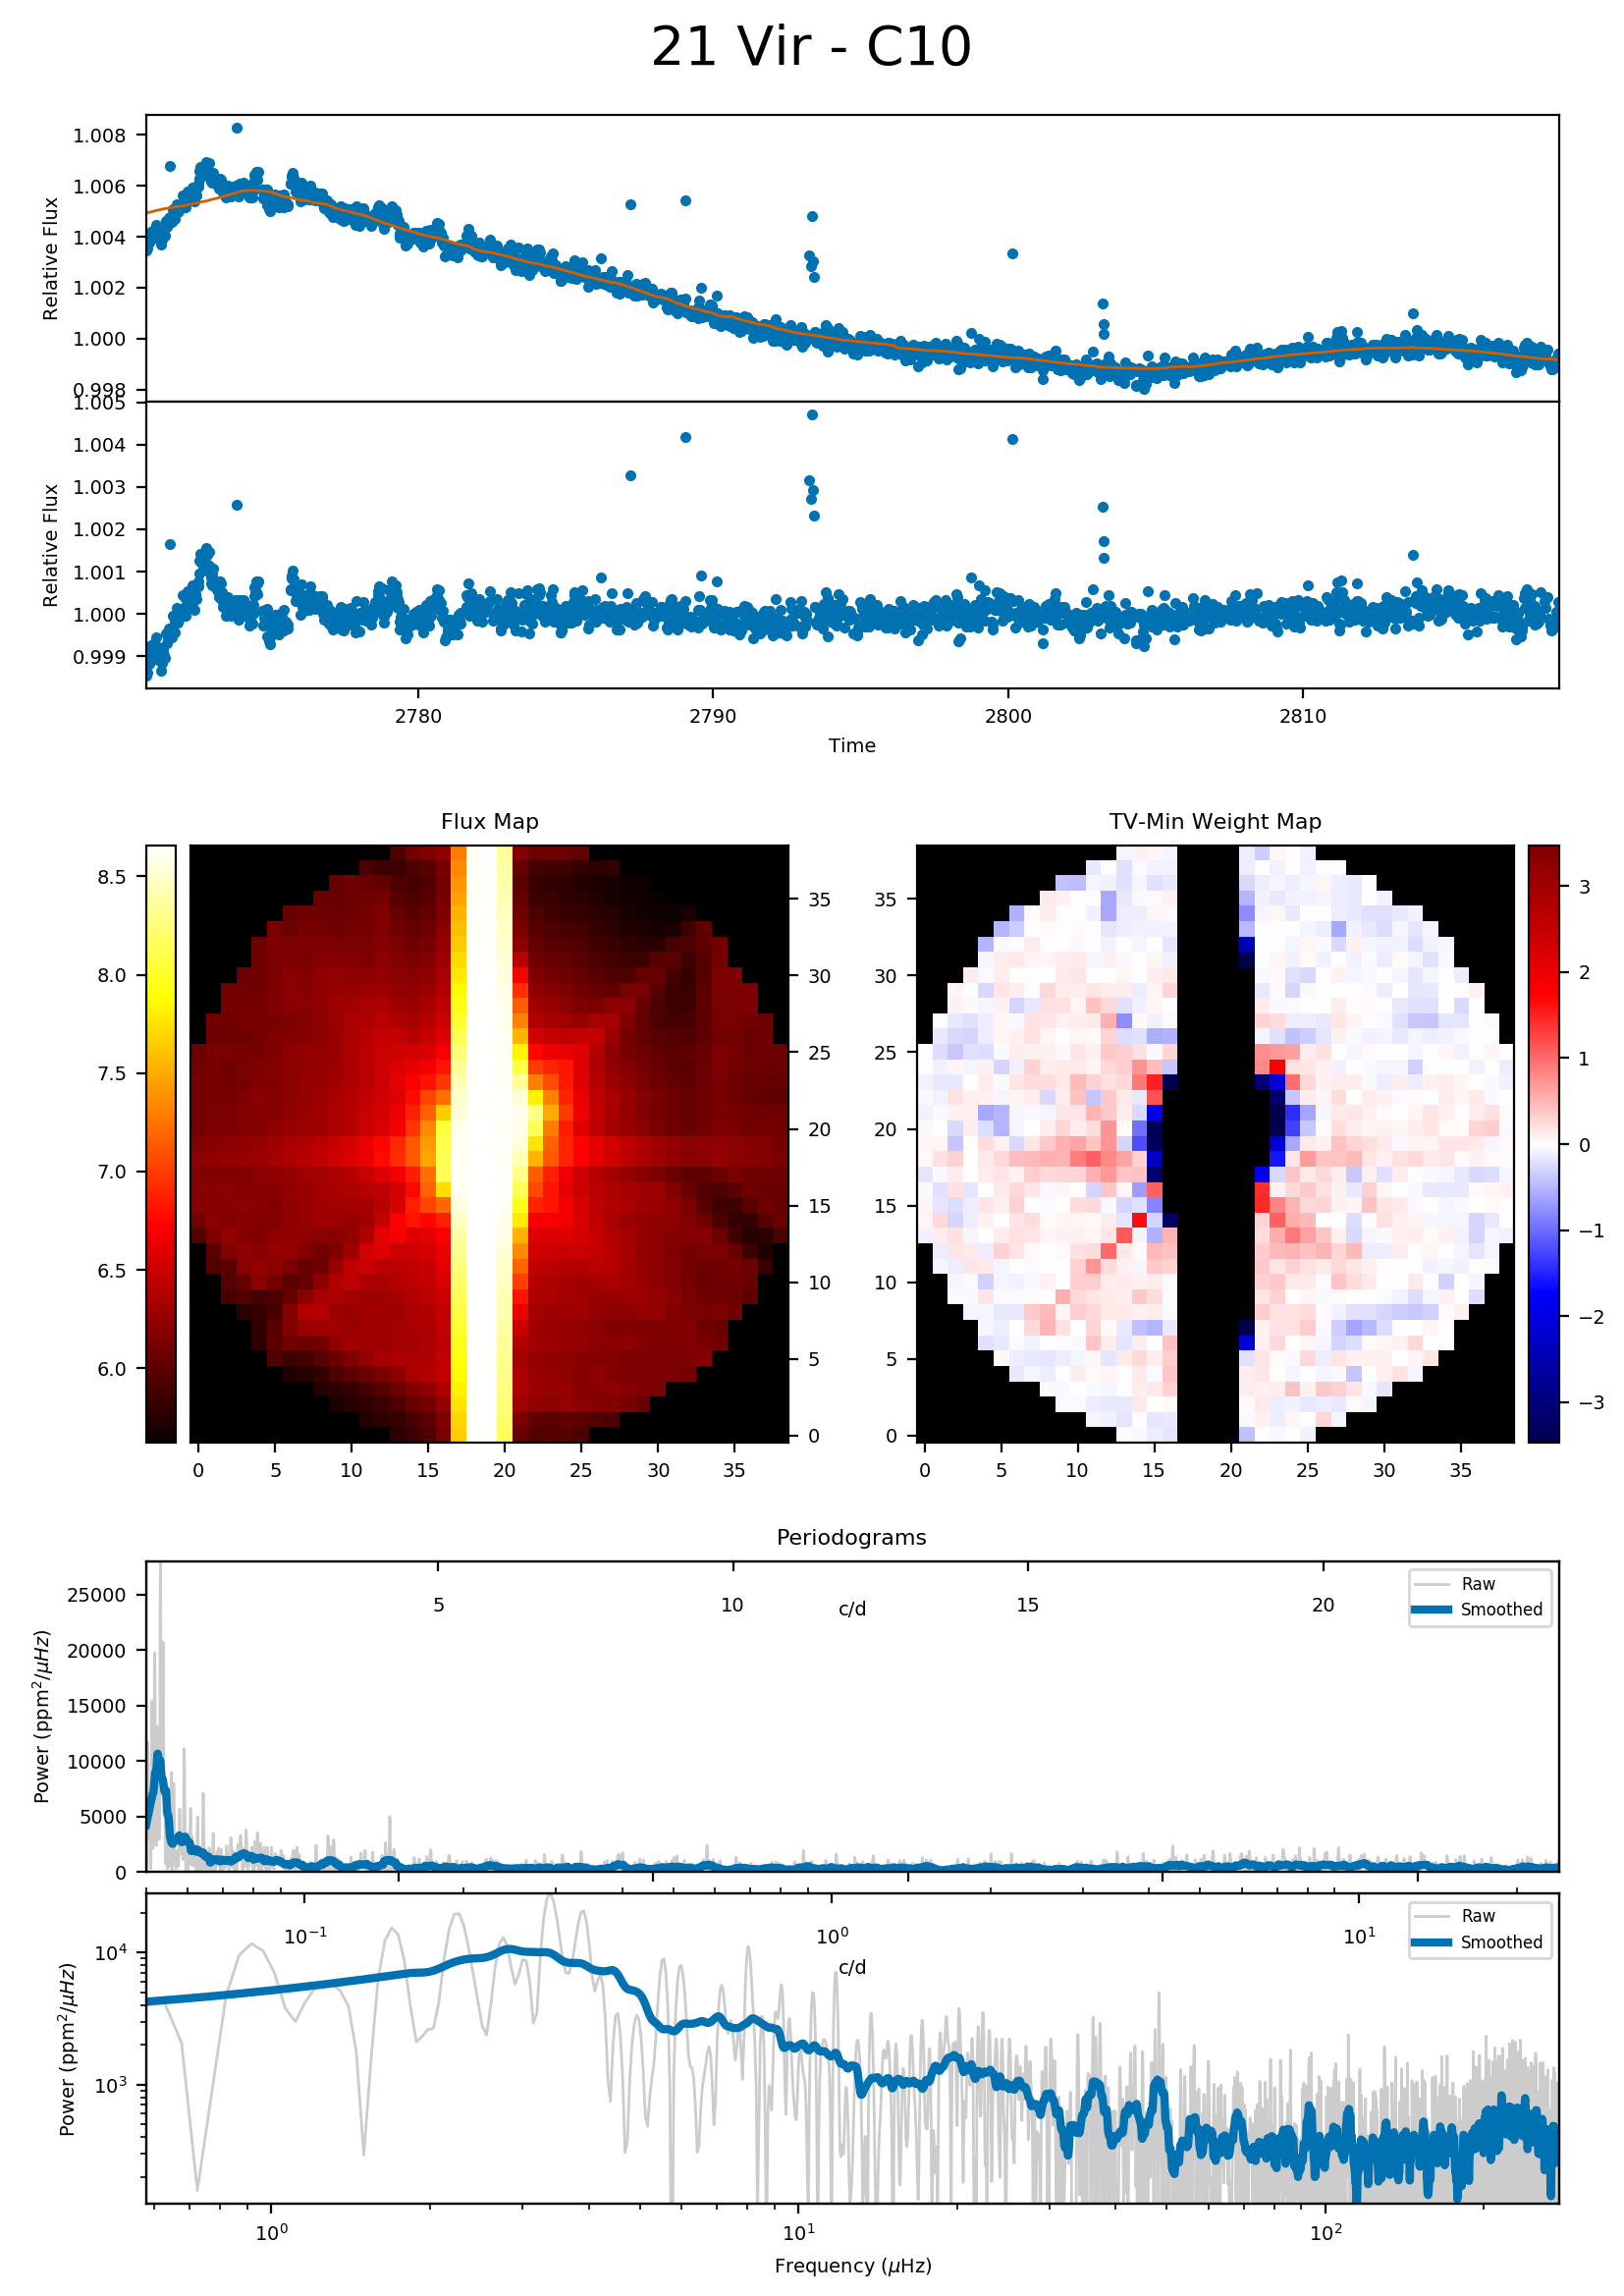 21 Vir - C10
1.008
1.006
1.004
1.002
1.000
0.998
Relative Flux
1.005
1.004
1.003
1.002
1.001
1.000
0.999
Relative Flux
2780 2790 2800 2810
Time
Flux Map
8.5
8.0
7.5
7.0
6.5
6.0
35
30
25
20
15
10
5
0
0 5 10 15 20 25 30 35
TV-Min Weight Map
35
30
25
20
15
10
5
0
0 5 10 15 20 25 30 35
3
2
1
0
−1
−2
−3
Periodograms
25000
20000
15000
10000
5000
0
Power (ppm²/μHz)
5 10 15 20
c/d
Raw
Smoothed
10⁴
10³
Power (ppm²/μHz)
10⁻¹ 10⁰ 10¹
c/d
Raw
Smoothed
10⁰ 10¹ 10²
Frequency (μHz)